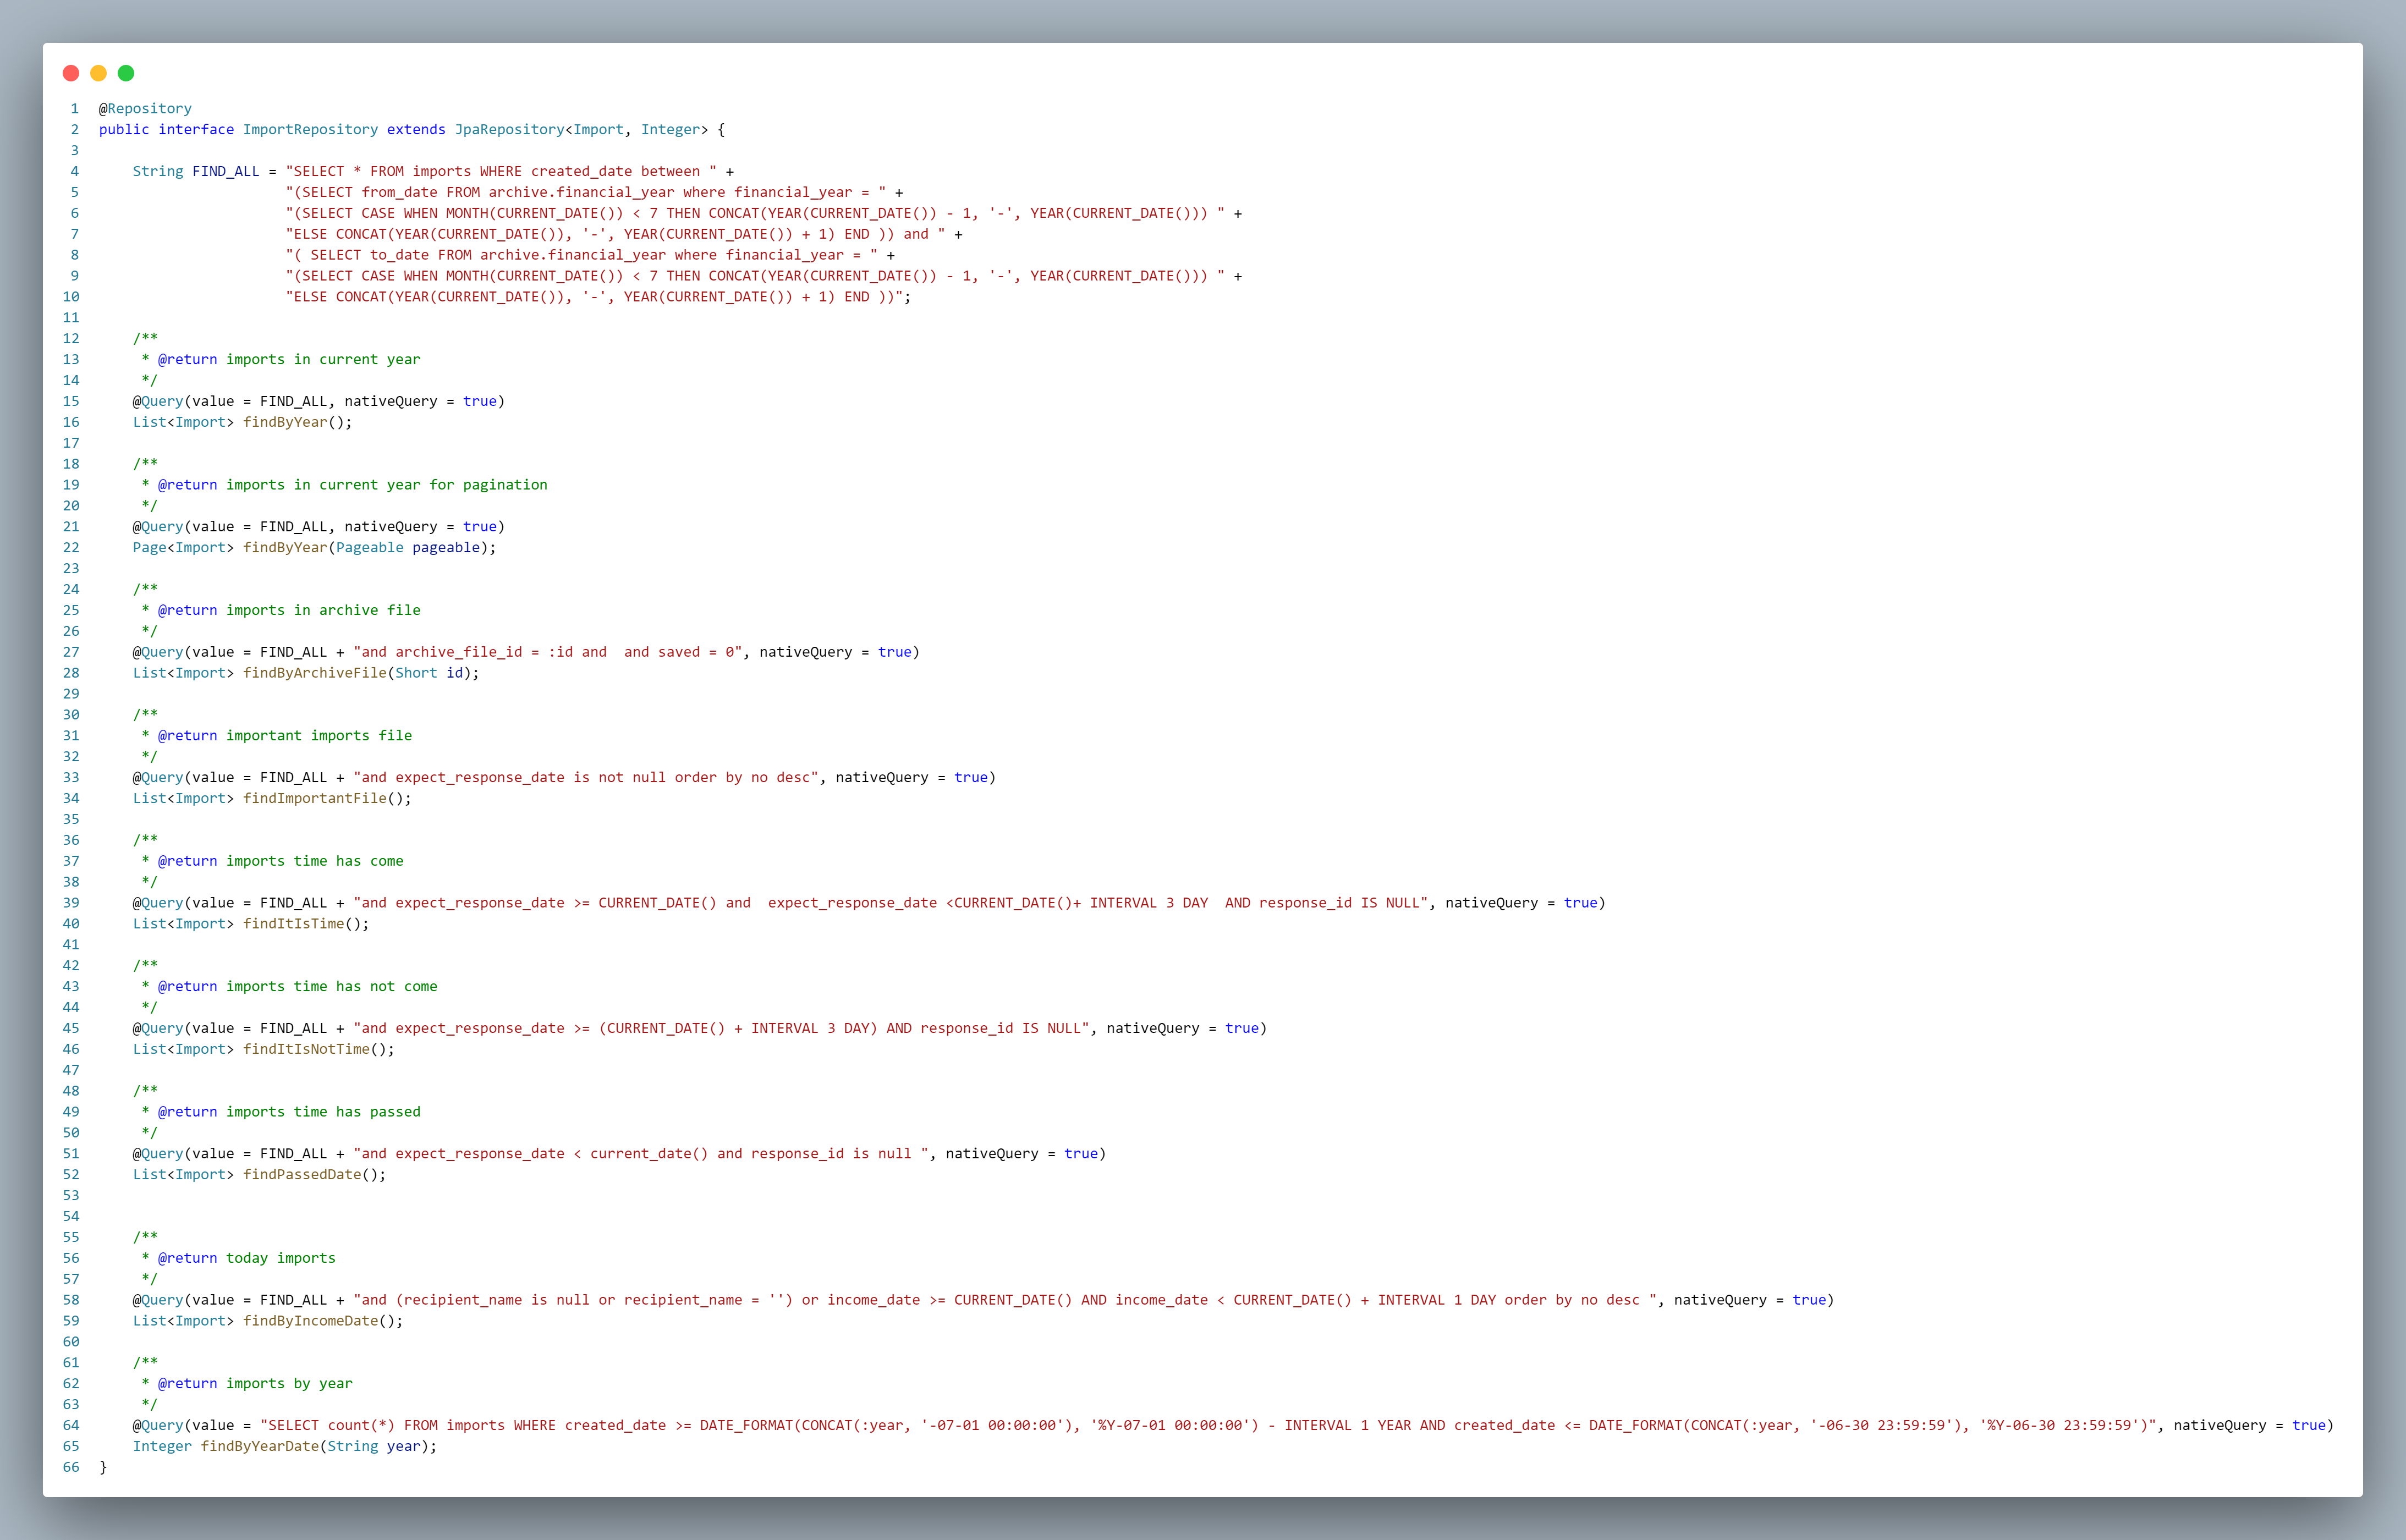 1 @Repository
2 public interface ImportRepository extends JpaRepository<Import, Integer> {
3
4     String FIND_ALL = "SELECT * FROM imports WHERE created_date between " +
5                       "(SELECT from_date FROM archive.financial_year where financial_year = " +
6                       "(SELECT CASE WHEN MONTH(CURRENT_DATE()) < 7 THEN CONCAT(YEAR(CURRENT_DATE()) - 1, '-', YEAR(CURRENT_DATE())) " +
7                       "ELSE CONCAT(YEAR(CURRENT_DATE()), '-', YEAR(CURRENT_DATE()) + 1) END )) and " +
8                       "( SELECT to_date FROM archive.financial_year where financial_year = " +
9                       "(SELECT CASE WHEN MONTH(CURRENT_DATE()) < 7 THEN CONCAT(YEAR(CURRENT_DATE()) - 1, '-', YEAR(CURRENT_DATE())) " +
10                       "ELSE CONCAT(YEAR(CURRENT_DATE()), '-', YEAR(CURRENT_DATE()) + 1) END ))";
11
12     /**
13      * @return imports in current year
14      */
15     @Query(value = FIND_ALL, nativeQuery = true)
16     List<Import> findByYear();
17
18     /**
19      * @return imports in current year for pagination
20      */
21     @Query(value = FIND_ALL, nativeQuery = true)
22     Page<Import> findByYear(Pageable pageable);
23
24     /**
25      * @return imports in archive file
26      */
27     @Query(value = FIND_ALL + "and archive_file_id = :id and  and saved = 0", nativeQuery = true)
28     List<Import> findByArchiveFile(Short id);
29
30     /**
31      * @return important imports file
32      */
33     @Query(value = FIND_ALL + "and expect_response_date is not null order by no desc", nativeQuery = true)
34     List<Import> findImportantFile();
35
36     /**
37      * @return imports time has come
38      */
39     @Query(value = FIND_ALL + "and expect_response_date >= CURRENT_DATE() and  expect_response_date <CURRENT_DATE()+ INTERVAL 3 DAY  AND response_id IS NULL", nativeQuery = true)
40     List<Import> findItIsTime();
41
42     /**
43      * @return imports time has not come
44      */
45     @Query(value = FIND_ALL + "and expect_response_date >= (CURRENT_DATE() + INTERVAL 3 DAY) AND response_id IS NULL", nativeQuery = true)
46     List<Import> findItIsNotTime();
47
48     /**
49      * @return imports time has passed
50      */
51     @Query(value = FIND_ALL + "and expect_response_date < current_date() and response_id is null ", nativeQuery = true)
52     List<Import> findPassedDate();
53
54
55     /**
56      * @return today imports
57      */
58     @Query(value = FIND_ALL + "and (recipient_name is null or recipient_name = '') or income_date >= CURRENT_DATE() AND income_date < CURRENT_DATE() + INTERVAL 1 DAY order by no desc ", nativeQuery = true)
59     List<Import> findByIncomeDate();
60
61     /**
62      * @return imports by year
63      */
64     @Query(value = "SELECT count(*) FROM imports WHERE created_date >= DATE_FORMAT(CONCAT(:year, '-07-01 00:00:00'), '%Y-07-01 00:00:00') - INTERVAL 1 YEAR AND created_date <= DATE_FORMAT(CONCAT(:year, '-06-30 23:59:59'), '%Y-06-30 23:59:59')", nativeQuery = true)
65     Integer findByYearDate(String year);
66 }